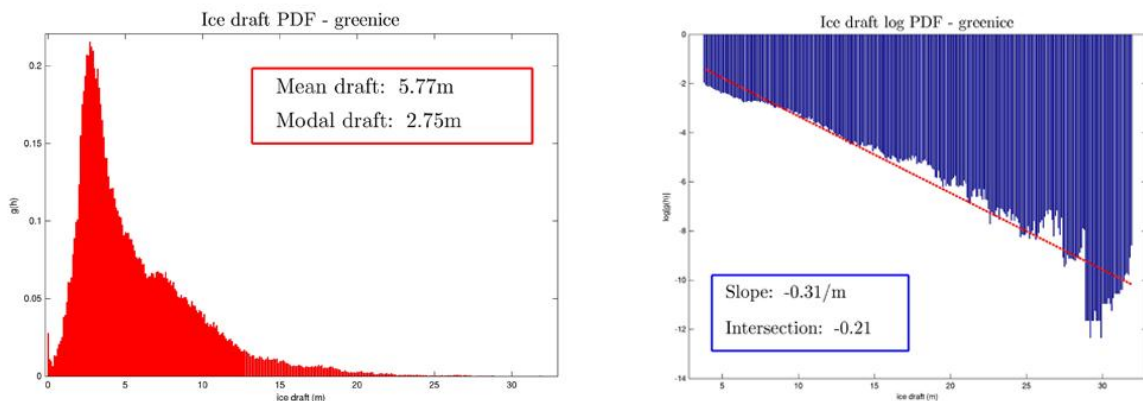 Ice draft PDF - greenice
0.2
0.15
0.1
0.05
0
g(h)
Mean draft: 5.77m
Modal draft: 2.75m
0 5 10 15 20 25 30
ice draft (m)
Ice draft log PDF - greenice
0
-2
-4
-6
-8
-10
-12
-14
log[g(h)]
Slope: -0.31/m
Intersection: -0.21
5 10 15 20 25 30
ice draft (m)